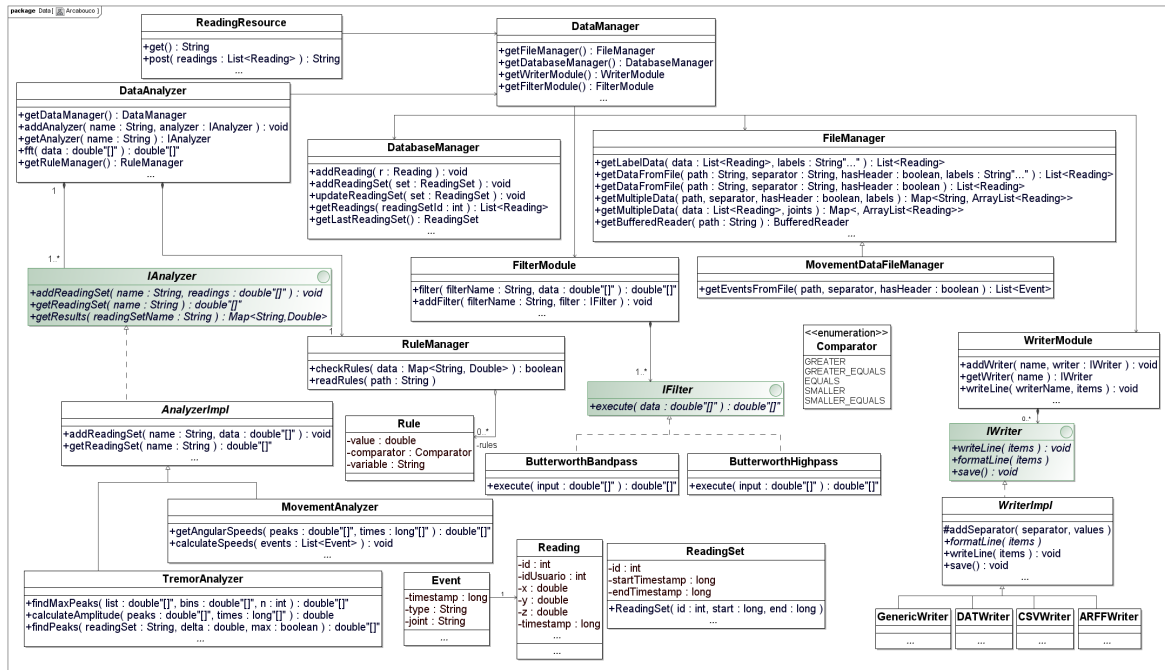 package Data [ Arcabouco ]
ReadingResource
+get() : String
+post( readings : List<Reading> ) : String
...
DataManager
+getFileManager() : FileManager
+getDatabaseManager() : DatabaseManager
+getWriterModule() : WriterModule
+getFilterModule() : FilterModule
...
DataAnalyzer
+getDataManager() : DataManager
+addAnalyzer( name : String, analyzer : IAnalyzer ) : void
+getAnalyzer( name : String ) : IAnalyzer
+fft( data : double"[]" ) : double"[]"
+getRuleManager() : RuleManager
...
1
1..*
DatabaseManager
+addReading( r : Reading ) : void
+addReadingSet( set : ReadingSet ) : void
+updateReadingSet( set : ReadingSet ) : void
+getReadings( readingSetId : int ) : List<Reading>
+getLastReadingSet() : ReadingSet
...
FileManager
+getLabelData( data : List<Reading>, labels : String"..." ) : List<Reading>
+getDataFromFile( path : String, separator : String, hasHeader : boolean, labels : String"..." ) : List<Reading>
+getDataFromFile( path : String, separator : String, hasHeader : boolean ) : List<Reading>
+getMultipleData( path, separator, hasHeader : boolean, labels ) : Map<String, ArrayList<Reading>>
+getMultipleData( data : List<Reading>, joints ) : Map<, ArrayList<Reading>>
+getBufferedReader( path : String ) : BufferedReader
...
IAnalyzer
+addReadingSet( name : String, readings : double"[]" ) : void
+getReadingSet( name : String ) : double"[]"
+getResults( readingSetName : String ) : Map<String,Double>
1
FilterModule
+filter( filterName : String, data : double"[]" ) : double"[]"
+addFilter( filterName : String, filter : IFilter ) : void
...
1..*
MovementDataFileManager
+getEventsFromFile( path, separator, hasHeader : boolean ) : List<Event>
RuleManager
+checkRules( data : Map<String, Double> ) : boolean
+readRules( path : String )
0..*
-rules
<<enumeration>>
Comparator
GREATER
GREATER_EQUALS
EQUALS
SMALLER
SMALLER_EQUALS
WriterModule
+addWriter( name, writer : IWriter ) : void
+getWriter( name ) : IWriter
+writeLine( writerName, items ) : void
...
0..*
IFilter
+execute( data : double"[]" ) : double"[]"
AnalyzerImpl
+addReadingSet( name : String, data : double"[]" ) : void
+getReadingSet( name : String ) : double"[]"
...
Rule
-value : double
-comparator : Comparator
-variable : String
IWriter
+writeLine( items ) : void
+formatLine( items )
+save() : void
ButterworthBandpass
+execute( input : double"[]" ) : double"[]"
ButterworthHighpass
+execute( input : double"[]" ) : double"[]"
MovementAnalyzer
+getAngularSpeeds( peaks : double"[]", times : long"[]" ) : double"[]"
+calculateSpeeds( events : List<Event> ) : void
...
WriterImpl
#addSeparator( separator, values )
+formatLine( items )
+writeLine( items ) : void
+save() : void
...
TremorAnalyzer
+findMaxPeaks( list : double"[]", bins : double"[]", n : int ) : double"[]"
+calculateAmplitude( peaks : double"[]", times : long"[]" ) : double
+findPeaks( readingSet : String, delta : double, max : boolean ) : double"[]"
...
Event
-timestamp : long
-type : String
-joint : String
...
1
Reading
-id : int
-idUsuario : int
-x : double
-y : double
-z : double
-timestamp : long
...
...
ReadingSet
-id : int
-startTimestamp : long
-endTimestamp : long
+ReadingSet( id : int, start : long, end : long )
...
GenericWriter
...
DATWriter
...
CSVWriter
...
ARFFWriter
...